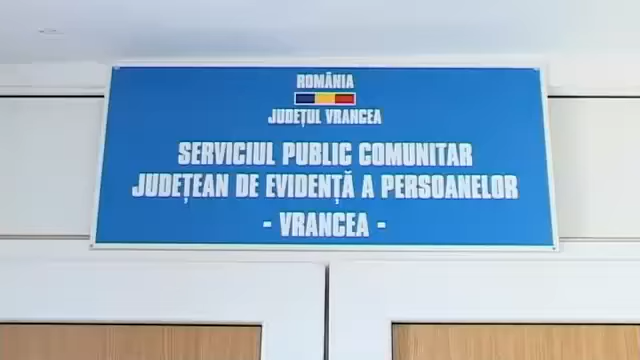 ROMÂNIA
JUDEȚUL VRANCEA
SERVICIUL PUBLIC COMUNITAR
JUDEȚEAN DE EVIDENȚĂ A PERSOANELOR
- VRANCEA -